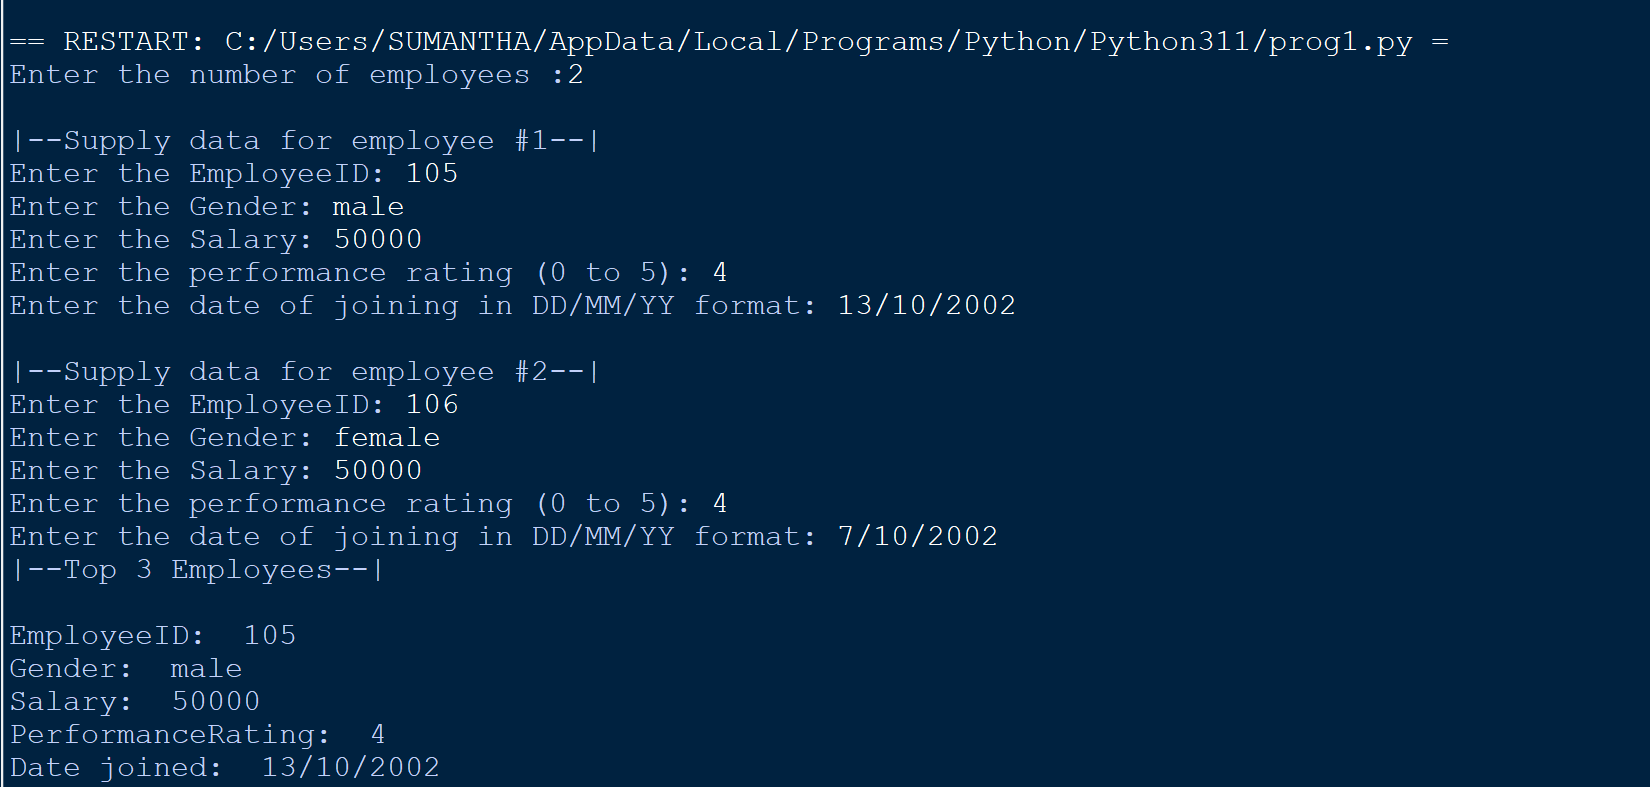 == RESTART: C:/Users/SUMANTHA/AppData/Local/Programs/Python/Python311/prog1.py =
Enter the number of employees :2
|--Supply data for employee #1--|
Enter the EmployeeID: 105
Enter the Gender: male
Enter the Salary: 50000
Enter the performance rating (0 to 5): 4
Enter the date of joining in DD/MM/YY format: 13/10/2002
|--Supply data for employee #2--|
Enter the EmployeeID: 106
Enter the Gender: female
Enter the Salary: 50000
Enter the performance rating (0 to 5): 4
Enter the date of joining in DD/MM/YY format: 7/10/2002
|--Top 3 Employees--|
EmployeeID:  105
Gender:  male
Salary:  50000
PerformanceRating:  4
Date joined:  13/10/2002